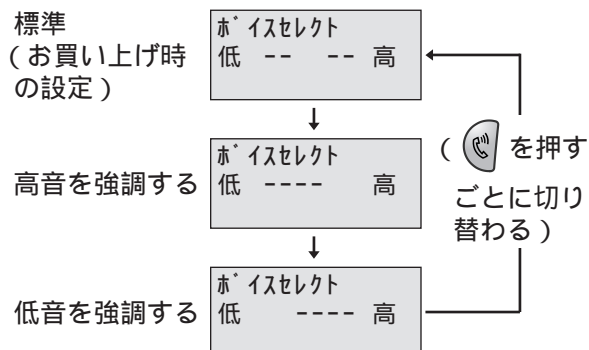 標準
(お買い上げ時
の設定)
ﾎﾞｲｽｾﾚｸﾄ
低 -- -- 高
高音を強調する
ﾎﾞｲｽｾﾚｸﾄ
低 ---- 高
低音を強調する
ﾎﾞｲｽｾﾚｸﾄ
低 ---- 高
( を押す
ごとに切り
替わる)